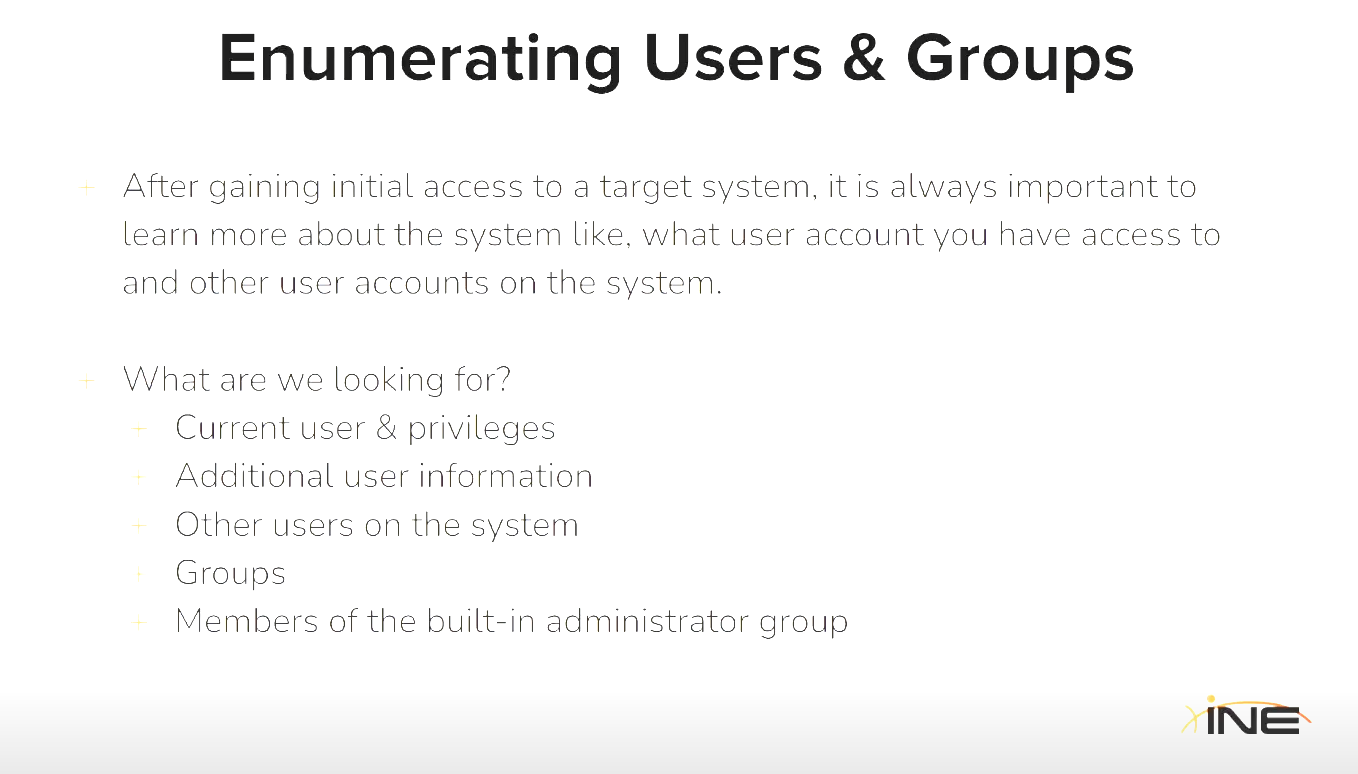 Enumerating Users & Groups
+ After gaining initial access to a target system, it is always important to
learn more about the system like, what user account you have access to
and other user accounts on the system.
+ What are we looking for?
+ Current user & privileges
+ Additional user information
+ Other users on the system
+ Groups
+ Members of the built-in administrator group
iNE